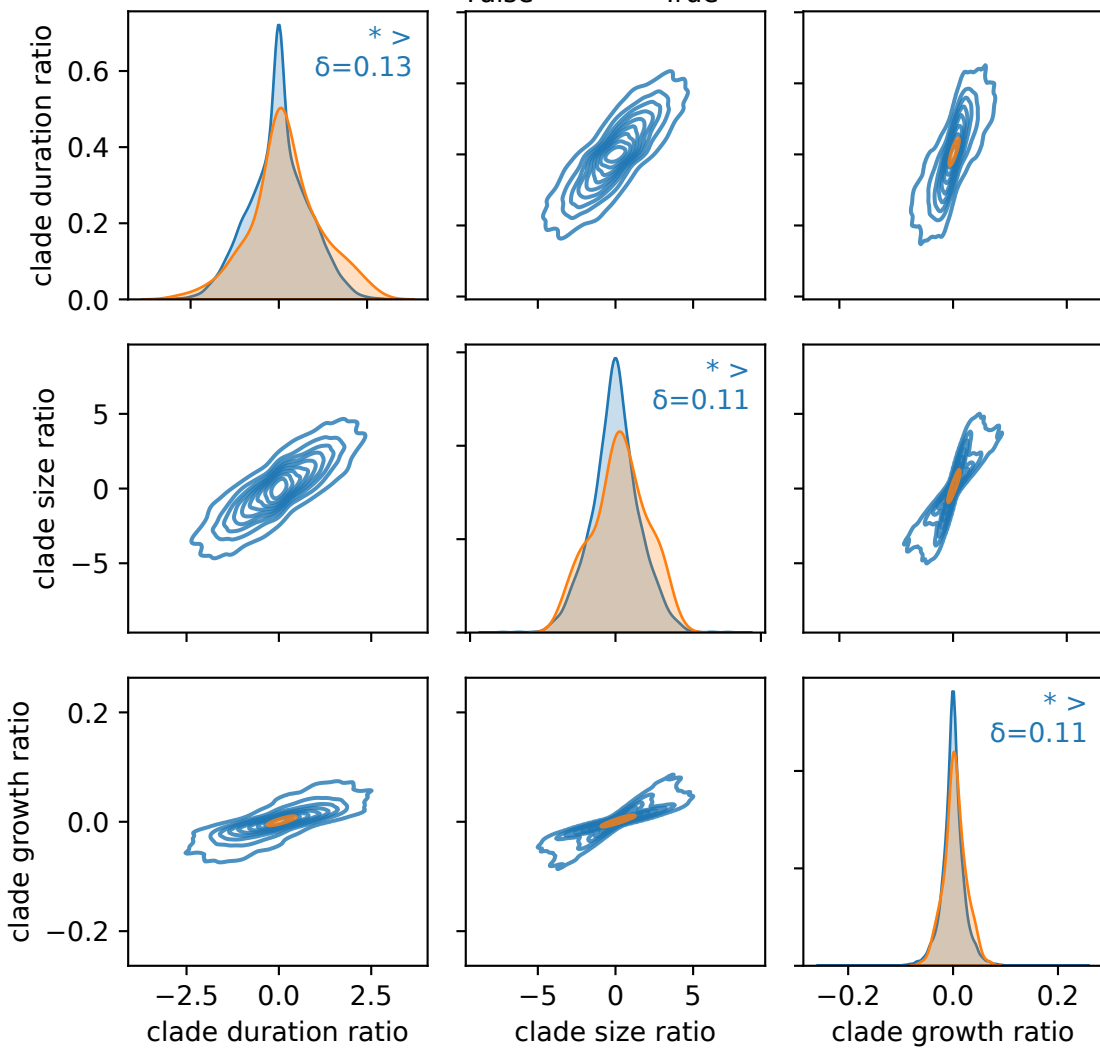 clade duration ratio
0.6
0.4
0.2
0.0
* >
δ=0.13
−2.5
0.0
2.5
clade size ratio
5
0
−5
* >
δ=0.11
−5
0
5
clade growth ratio
0.2
0.0
−0.2
* >
δ=0.11
−0.2
0.0
0.2
clade duration ratio
clade size ratio
clade growth ratio